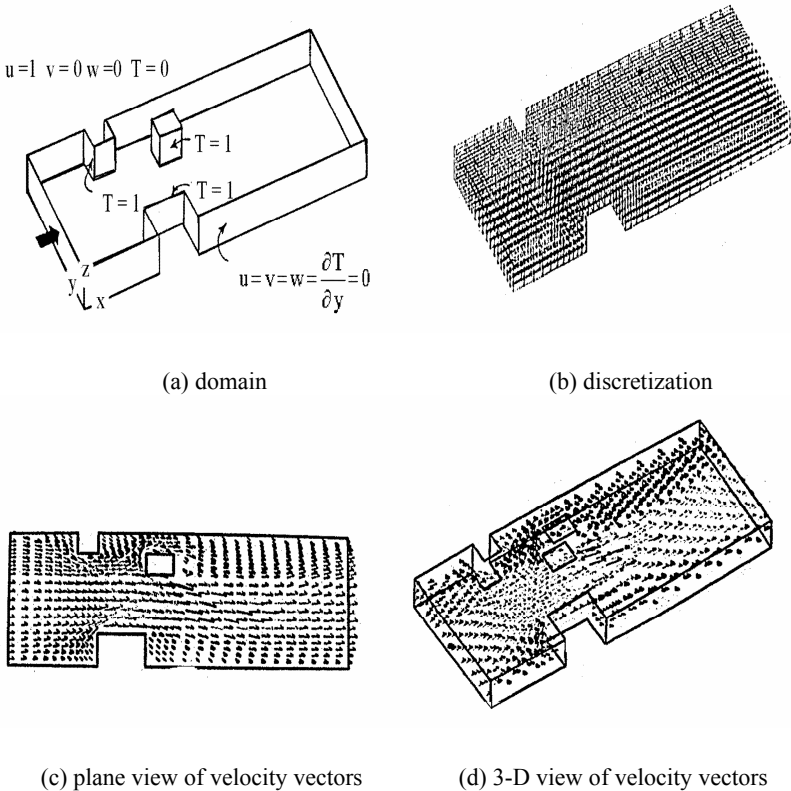 u=1 v=0 w=0 T=0
T=1
T=1
T=1
z
y
x
u=v=w=∂T/∂y=0
(a) domain
(b) discretization
(c) plane view of velocity vectors
(d) 3-D view of velocity vectors